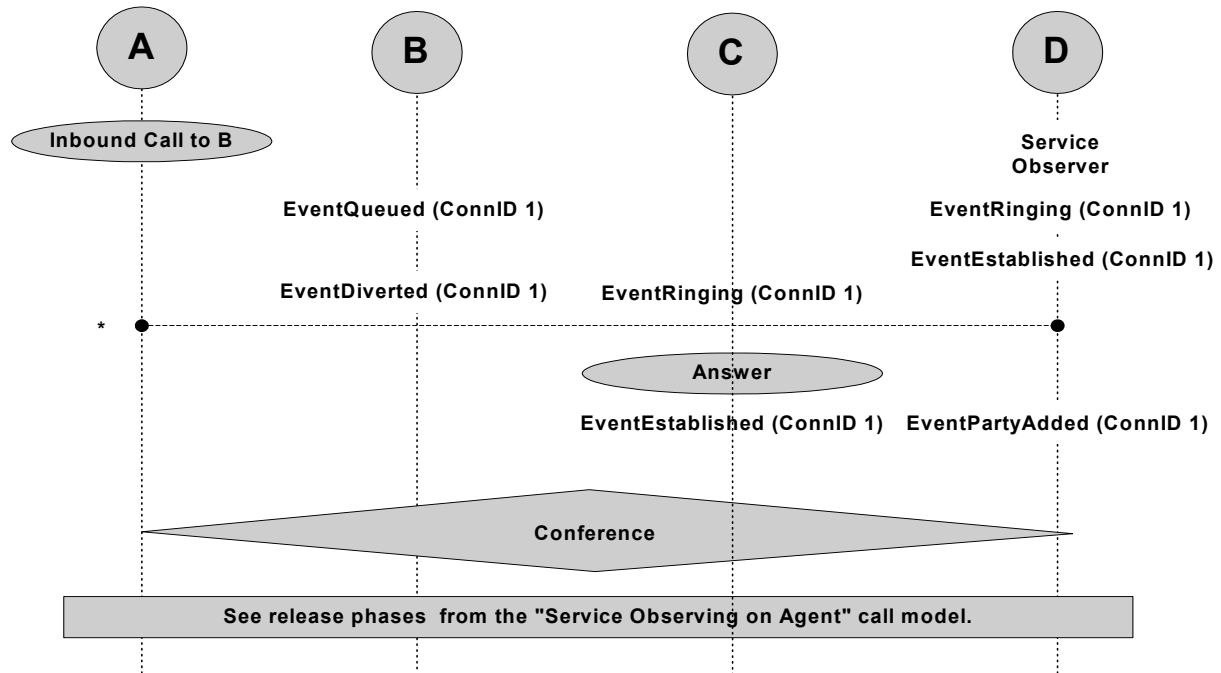 A
B
C
D
Inbound Call to B
Service
Observer
EventQueued (ConnID 1)
EventRinging (ConnID 1)
EventEstablished (ConnID 1)
EventDiverted (ConnID 1)
EventRinging (ConnID 1)
*
Answer
EventEstablished (ConnID 1)
EventPartyAdded (ConnID 1)
Conference
See release phases from the "Service Observing on Agent" call model.